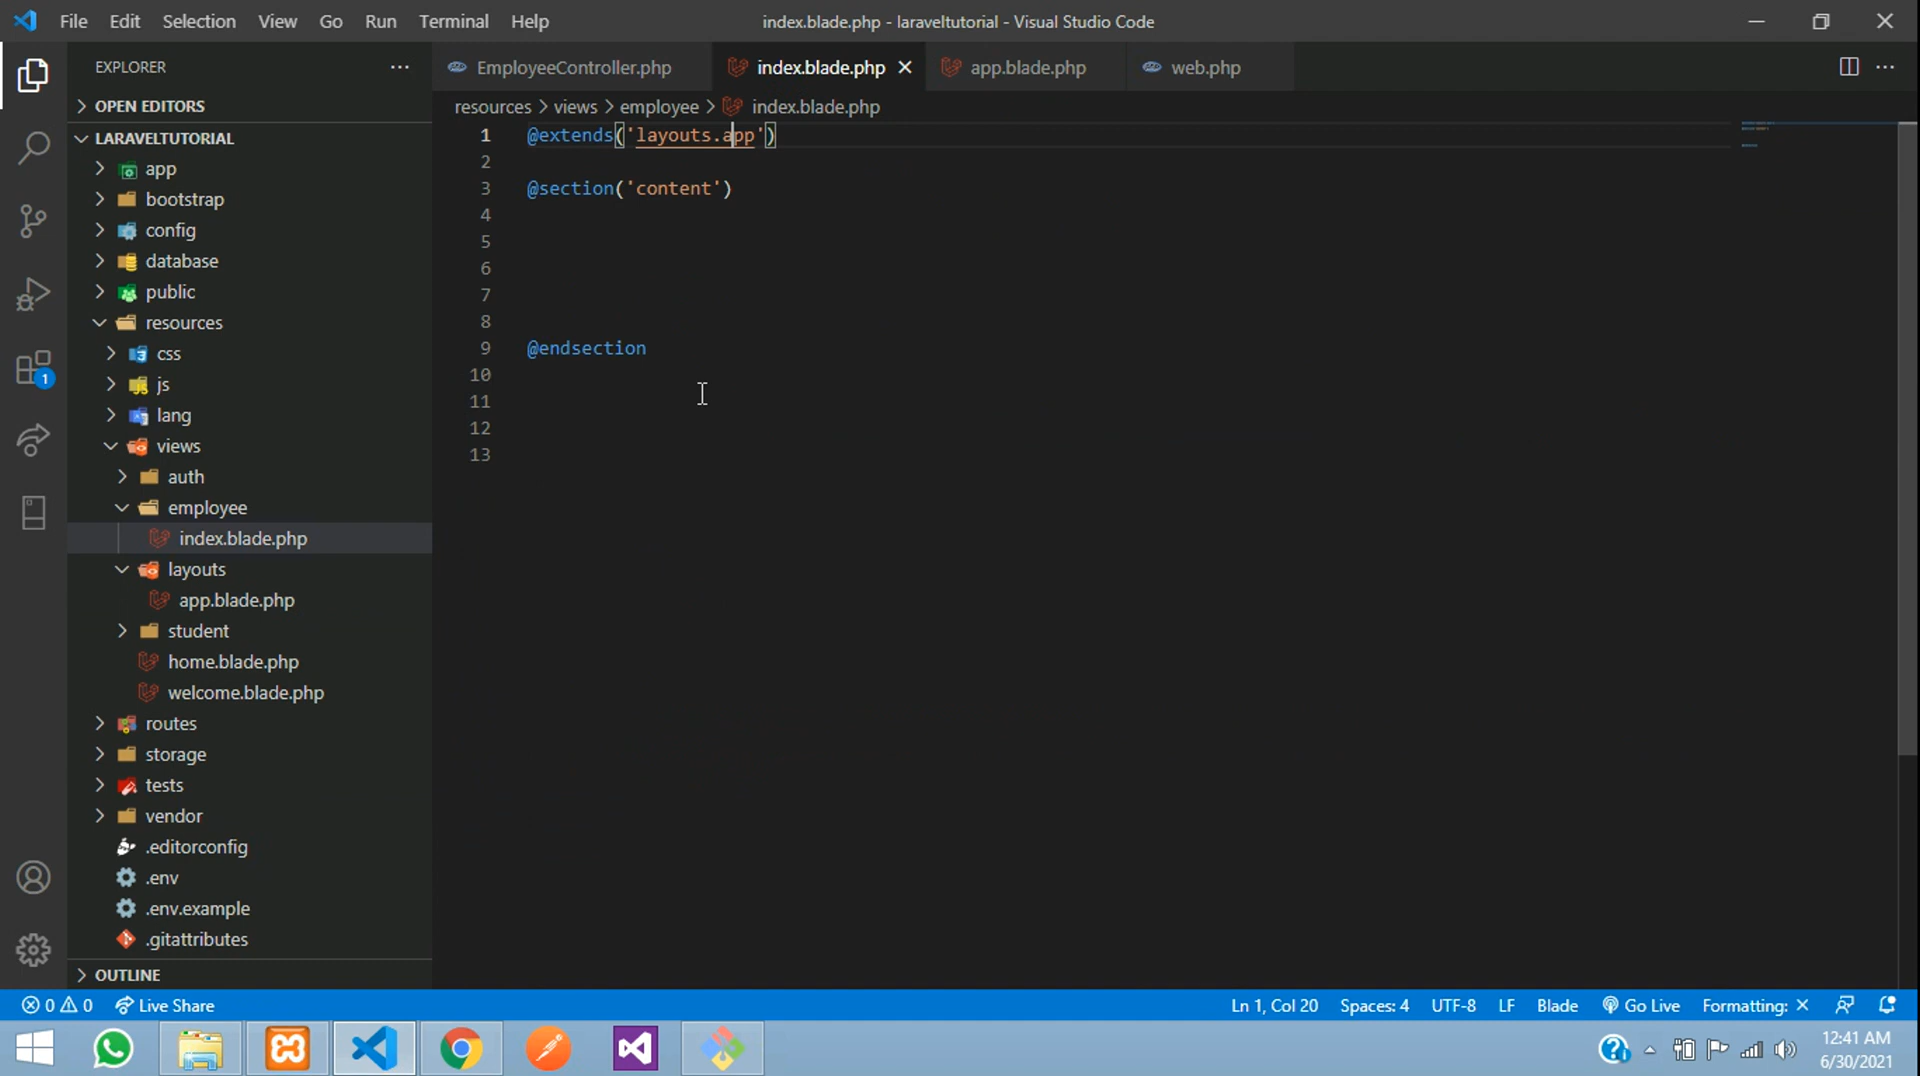 File Edit Selection View Go Run Terminal Help index.blade.php - laraveltutorial - Visual Studio Code
EXPLORER
EmployeeController.php index.blade.php app.blade.php web.php
OPEN EDITORS
resources > views > employee > index.blade.php
LARAVELTUTORIAL
app
bootstrap
config
database
public
resources
css
js
lang
views
auth
employee
index.blade.php
layouts
app.blade.php
student
home.blade.php
welcome.blade.php
routes
storage
tests
vendor
.editorconfig
.env
.env.example
.gitattributes
OUTLINE
1 @extends('layouts.app')
2
3 @section('content')
4
5
6
7
8
9 @endsection
10
11
12
13
1
0 0 Live Share Ln 1, Col 20 Spaces: 4 UTF-8 LF Blade Go Live Formatting: ×
12:41 AM
6/30/2021